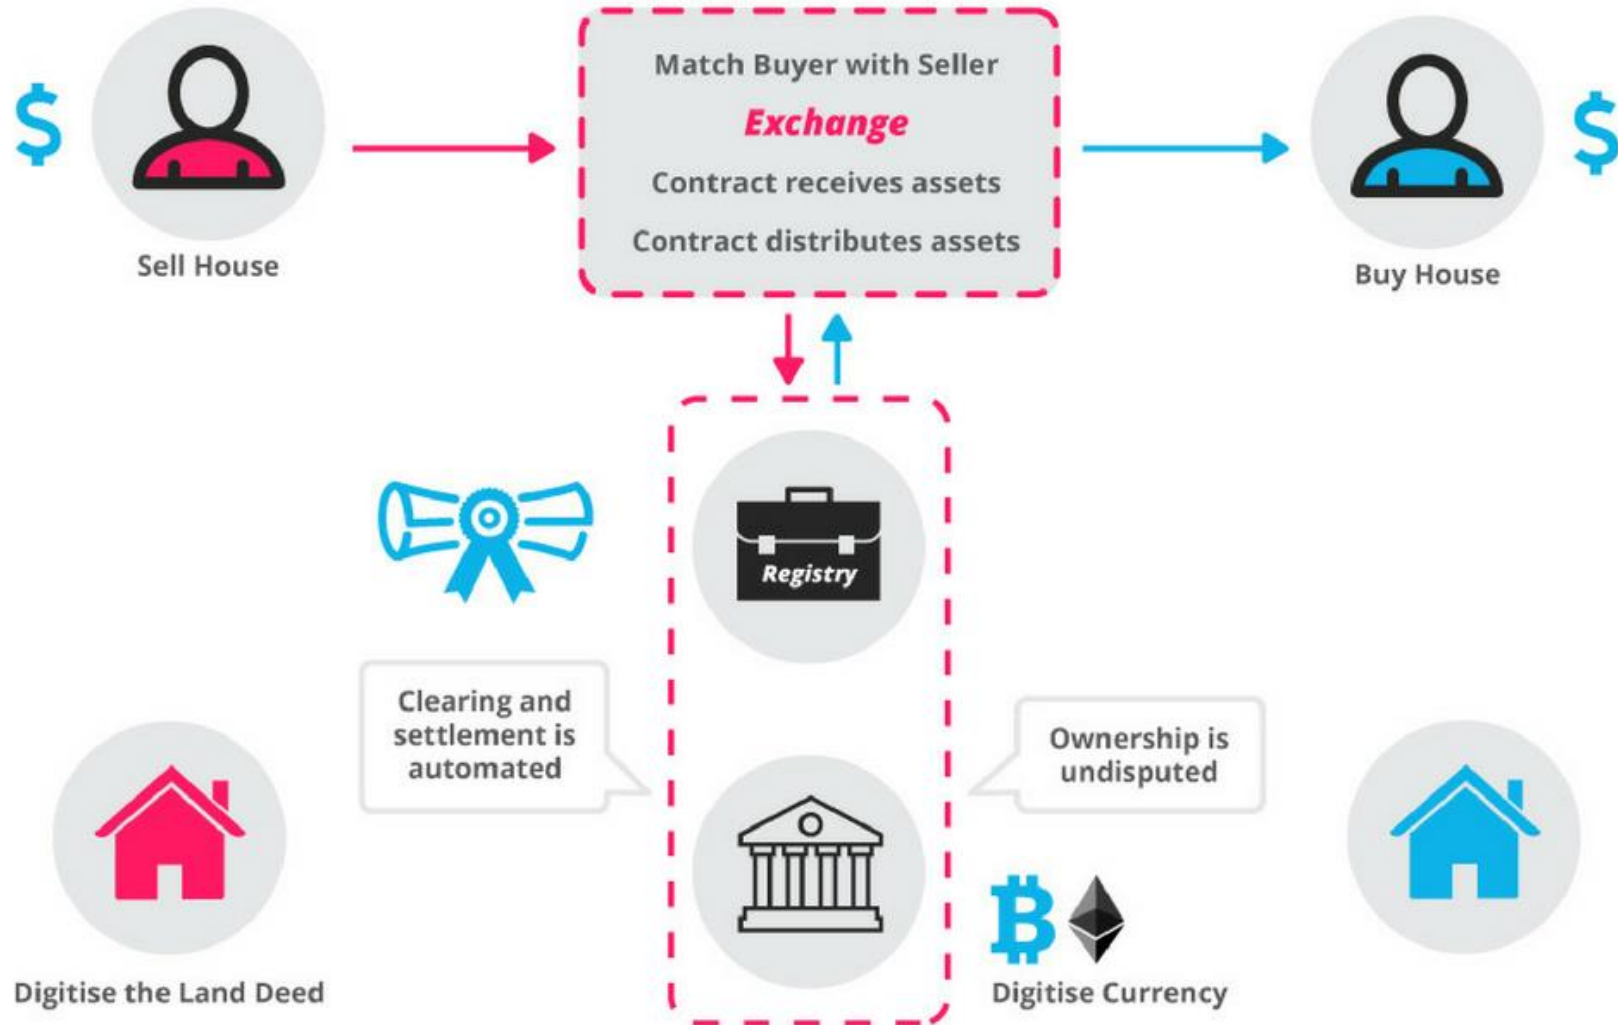 $
$
Sell House
Match Buyer with Seller
Exchange
Contract receives assets
Contract distributes assets
Buy House
Registry
Clearing and
settlement is
automated
Ownership is
undisputed
Digitise the Land Deed
Digitise Currency